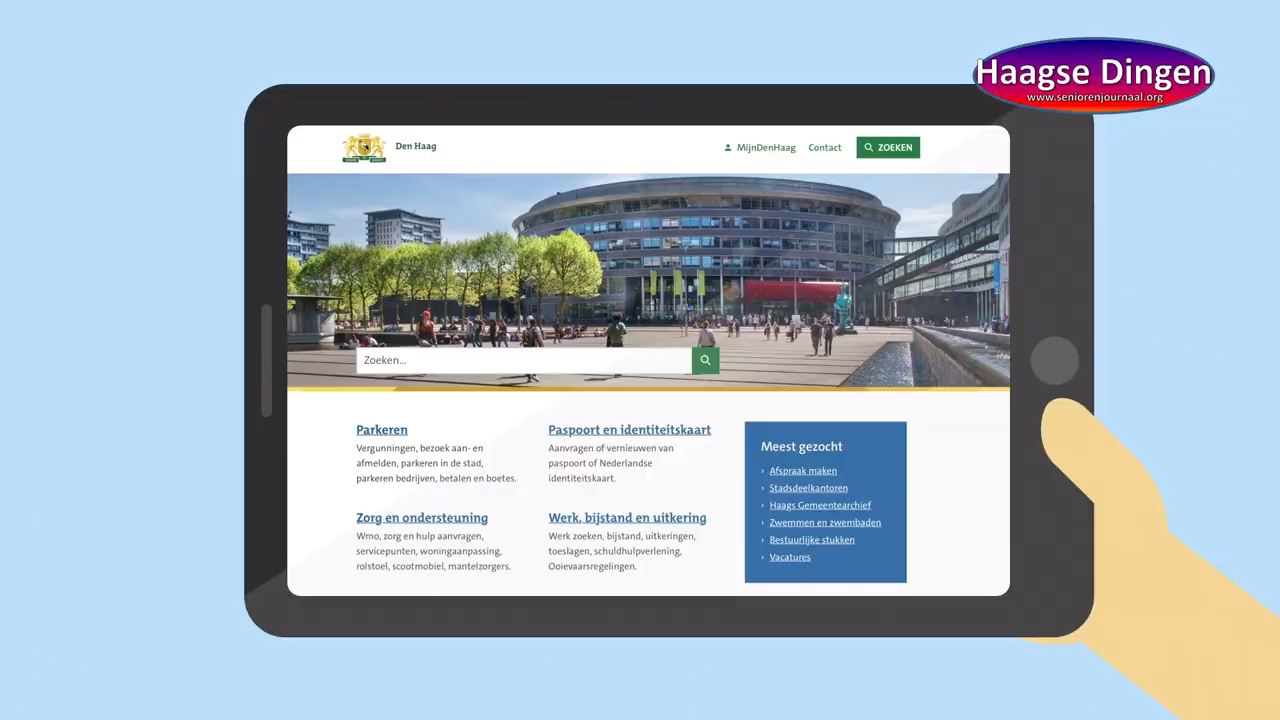 Haagse Dingen
www.seniorenjournaal.org
Den Haag
MijnDenHaag
Contact
ZOEKEN
Zoeken...
Parkeren
Vergunningen, bezoek aan- en
afmelden, parkeren in de stad,
parkeren bedrijven, betalen en boetes.
Paspoort en identiteitskaart
Aanvragen of vernieuwen van
paspoort of Nederlandse
identiteitskaart.
Zorg en ondersteuning
Wmo, zorg en hulp aanvragen,
servicepunten, woningaanpassing,
rolstoel, scootmobiel, mantelzorgers.
Werk, bijstand en uitkering
Werk zoeken, bijstand, uitkeringen,
toeslagen, schuldhulpverlening,
Ooievaarsregelingen.
Meest gezocht
› Afspraak maken
› Stadsdeelkantoren
› Haags Gemeentearchief
› Zwemmen en zwembaden
› Bestuurlijke stukken
› Vacatures